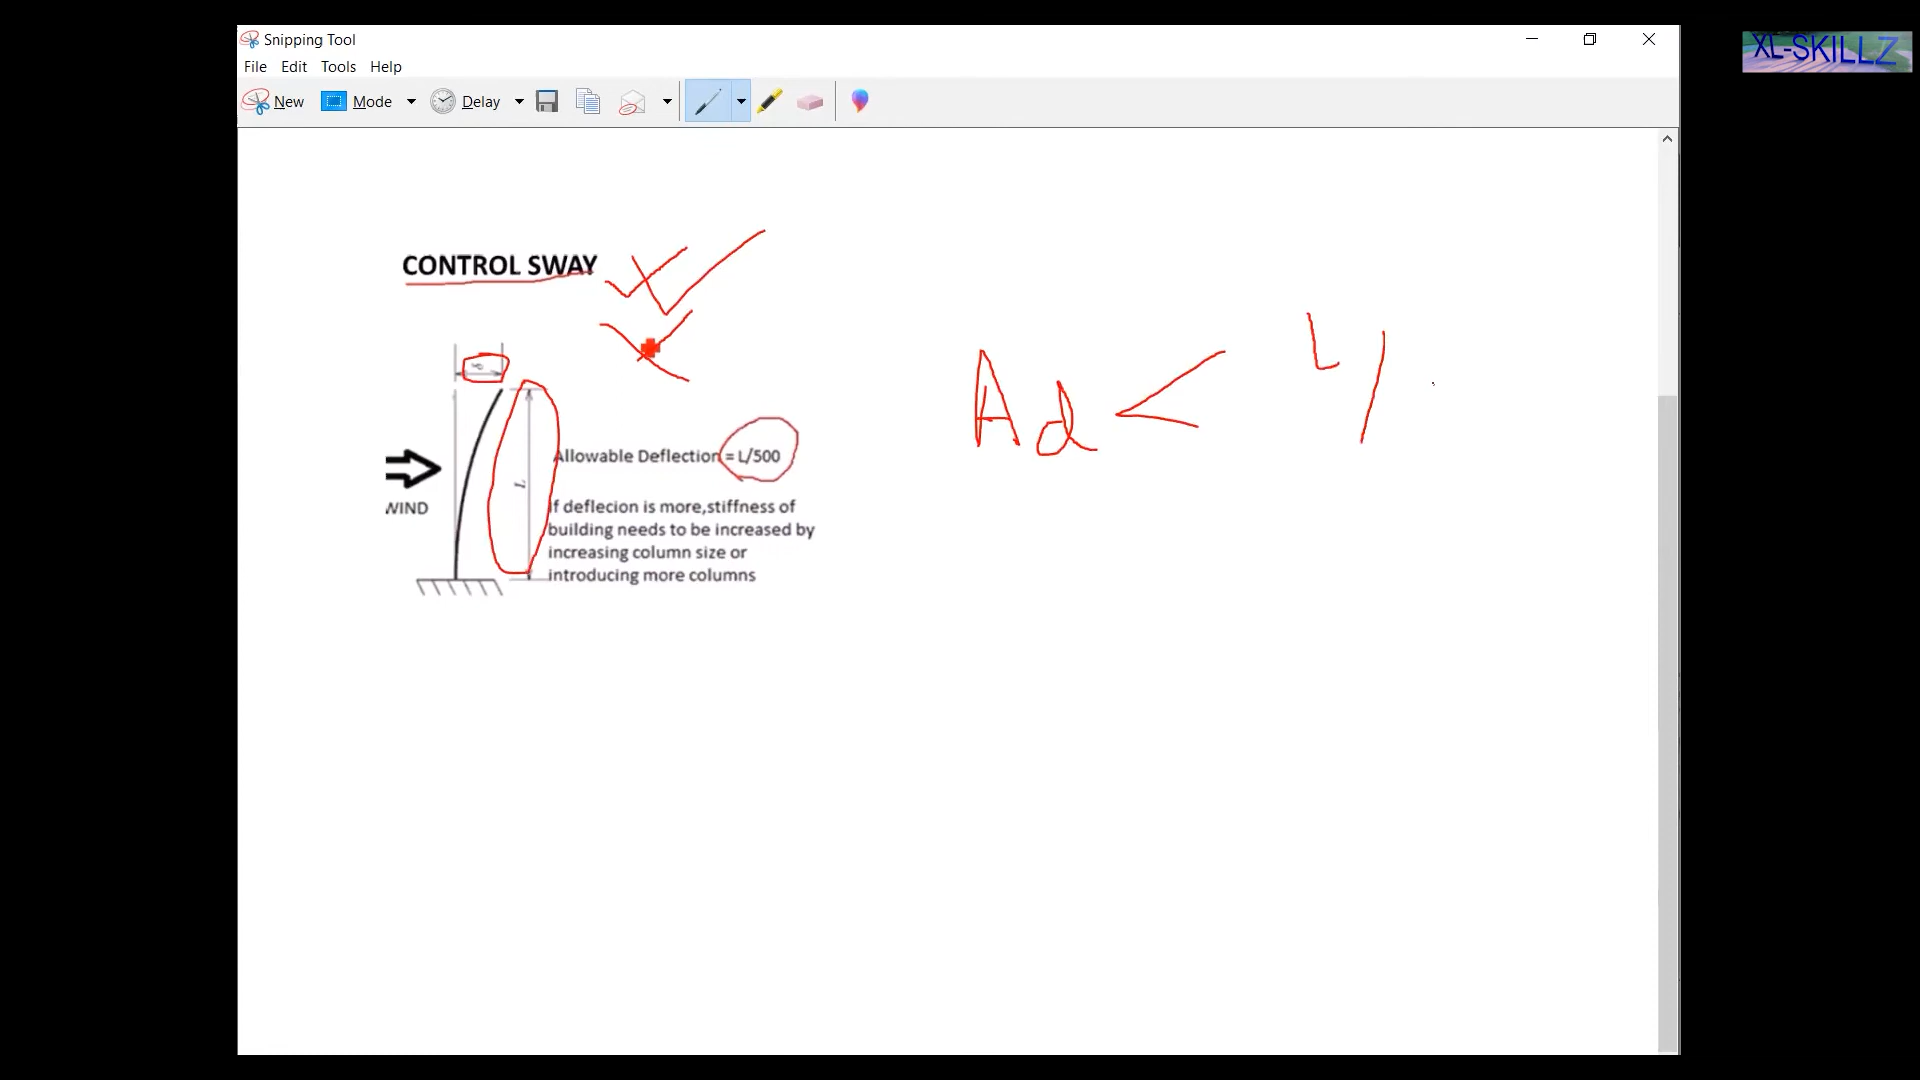 Snipping Tool
XL-SKILLZ
File Edit Tools Help
New Mode Delay
CONTROL SWAY
δ
L
WIND
Allowable Deflection = L/500
If deflecion is more,stiffness of
building needs to be increased by
increasing column size or
introducing more columns
Ad < L/